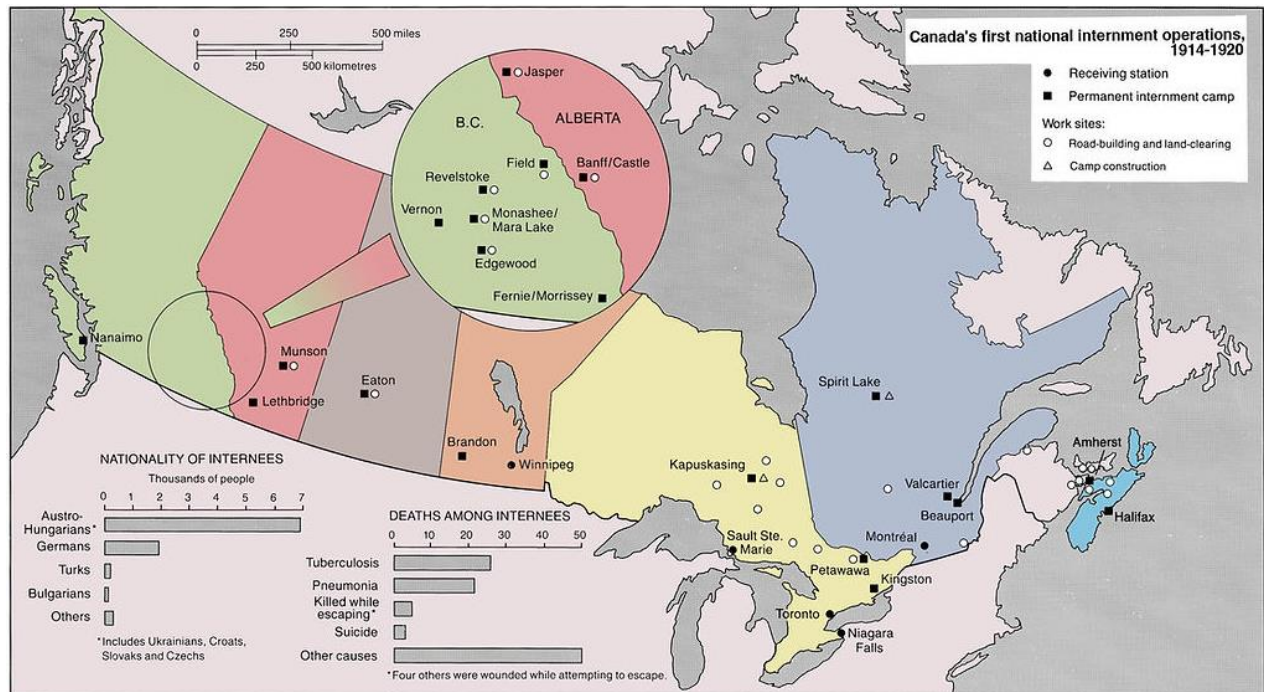 Canada's first national internment operations,
1914-1920
Receiving station
Permanent internment camp
Work sites:
Road-building and land-clearing
Camp construction
0 250 500 miles
0 250 500 kilometres
Jasper
B.C.
ALBERTA
Field
Banff/Castle
Revelstoke
Vernon
Monashee/
Mara Lake
Edgewood
Fernie/Morrissey
Nanaimo
Munson
Lethbridge
Eaton
Brandon
Winnipeg
Spirit Lake
Kapuskasing
Valcartier
Beauport
Amherst
Halifax
Sault Ste.
Marie
Montréal
Petawawa
Kingston
Toronto
Niagara
Falls
NATIONALITY OF INTERNEES
Thousands of people
0 1 2 3 4 5 6 7
Austro-
Hungarians*
Germans
Turks
Bulgarians
Others
*Includes Ukrainians, Croats,
Slovaks and Czechs
DEATHS AMONG INTERNEES
0 10 20 30 40 50
Tuberculosis
Pneumonia
Killed while
escaping*
Suicide
Other causes
*Four others were wounded while attempting to escape.